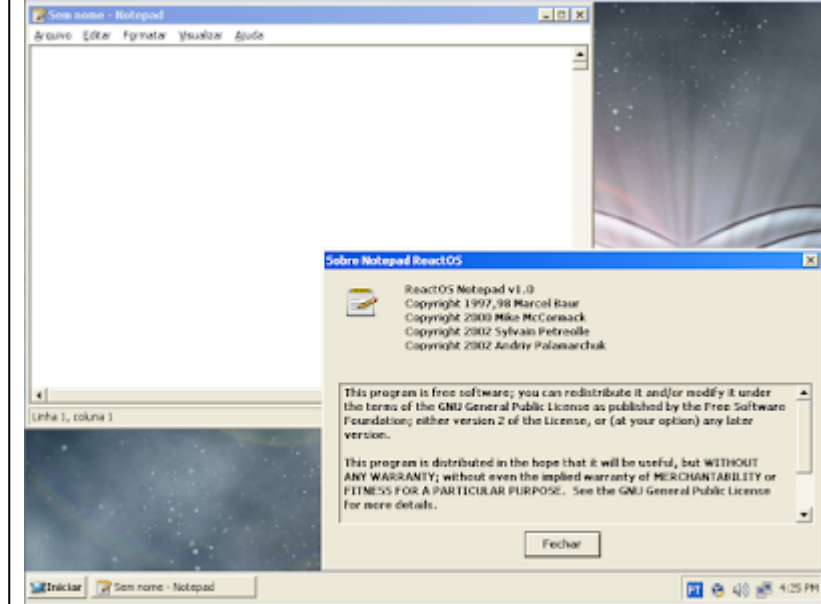 Sem nome - Notepad
Arquivo Editar Formatar Visualizar Ajuda
Linha 1, coluna 1
Sobre Notepad ReactOS
ReactOS Notepad v1.0
Copyright 1997,98 Marcel Baur
Copyright 2000 Mike McCormack
Copyright 2002 Sylvain Petreolle
Copyright 2002 Andriy Palamarchuk
This program is free software; you can redistribute it and/or modify it under
the terms of the GNU General Public License as published by the Free Software
Foundation; either version 2 of the License, or (at your option) any later
version.
This program is distributed in the hope that it will be useful, but WITHOUT
ANY WARRANTY; without even the implied warranty of MERCHANTABILITY or
FITNESS FOR A PARTICULAR PURPOSE. See the GNU General Public License
for more details.
Fechar
Iniciar Sem nome - Notepad PT 4:25 PM